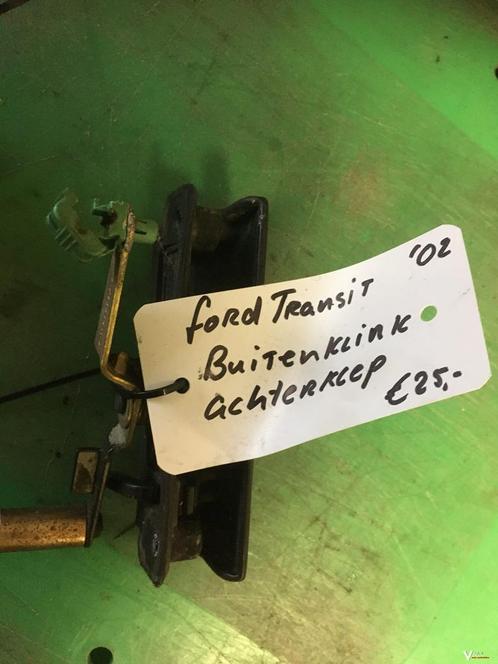 '02
Ford Transit
Buitenklink
achterklep
€25,-